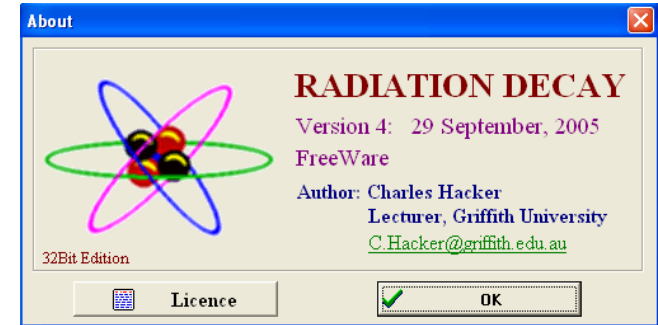 About
RADIATION DECAY
Version 4:   29 September, 2005
FreeWare
Author: Charles Hacker
Lecturer, Griffith University
C.Hacker@griffith.edu.au
32Bit Edition
Licence
OK